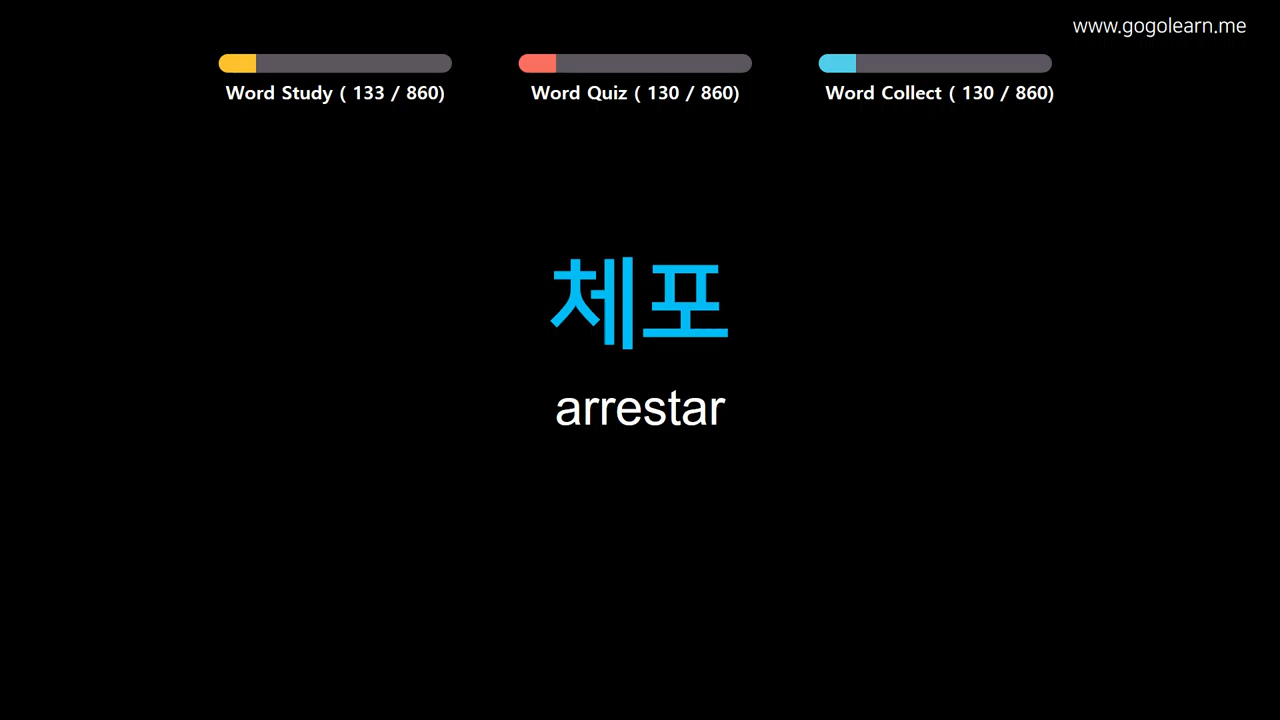 www.gogolearn.me
Word Study ( 133 / 860)
Word Quiz ( 130 / 860)
Word Collect ( 130 / 860)
체포
arrestar